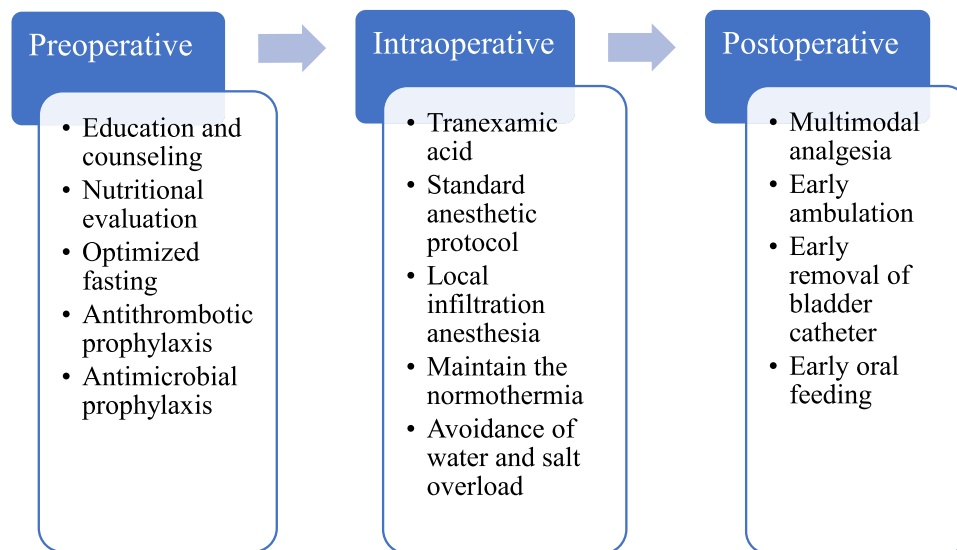 Preoperative
• Education and
counseling
• Nutritional
evaluation
• Optimized
fasting
• Antithrombotic
prophylaxis
• Antimicrobial
prophylaxis
Intraoperative
• Tranexamic
acid
• Standard
anesthetic
protocol
• Local
infiltration
anesthesia
• Maintain the
normothermia
• Avoidance of
water and salt
overload
Postoperative
• Multimodal
analgesia
• Early
ambulation
• Early
removal of
bladder
catheter
• Early oral
feeding